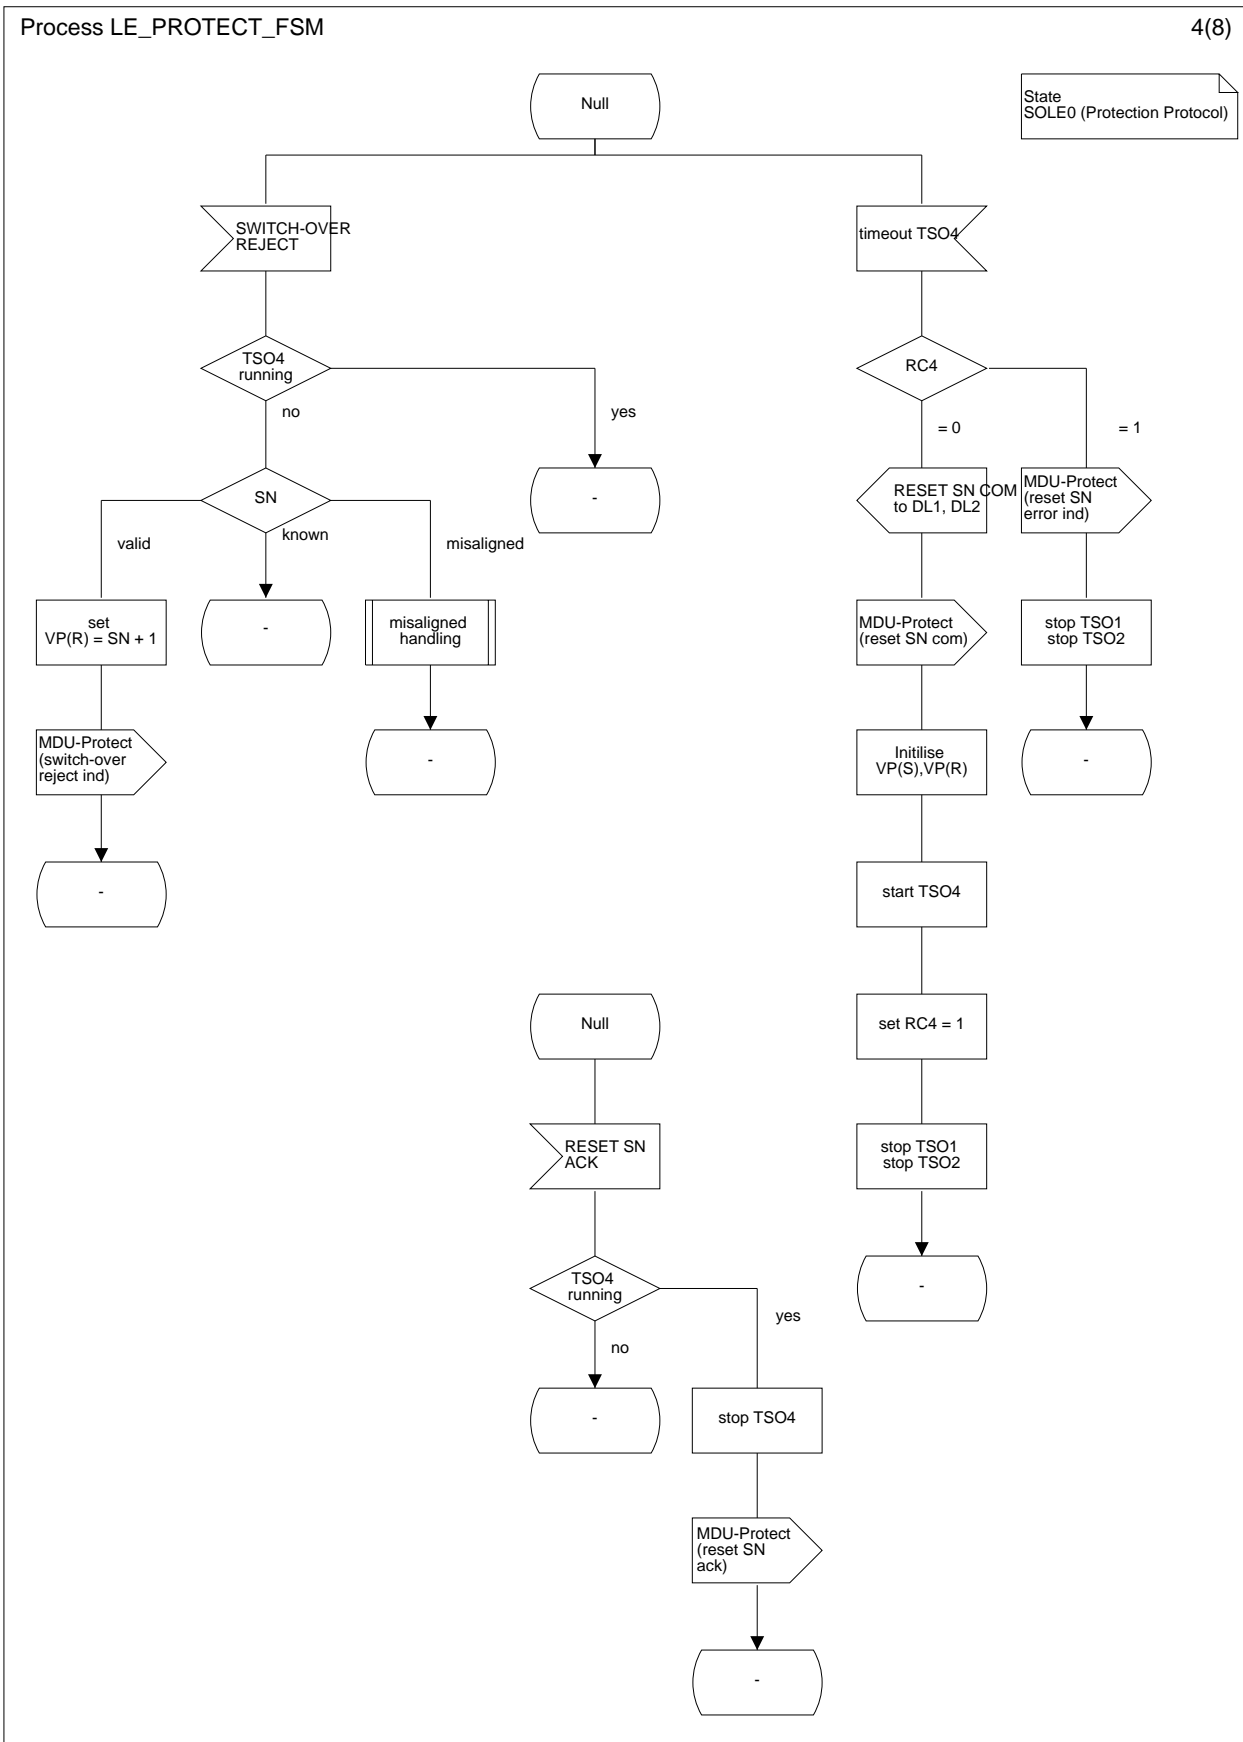 Process LE_PROTECT_FSM
4(8)
Null
State
SOLE0 (Protection Protocol)
SWITCH-OVER
REJECT
timeout TSO4
TSO4
running
RC4
no
yes
= 0
= 1
SN
-
RESET SN COM
to DL1, DL2
MDU-Protect
(reset SN
error ind)
valid
known
misaligned
set
VP(R) = SN + 1
-
misaligned
handling
MDU-Protect
(reset SN com)
stop TSO1
stop TSO2
MDU-Protect
(switch-over
reject ind)
-
Initilise
VP(S),VP(R)
-
-
start TSO4
Null
set RC4 = 1
RESET SN
ACK
stop TSO1
stop TSO2
TSO4
running
-
yes
no
-
stop TSO4
MDU-Protect
(reset SN
ack)
-